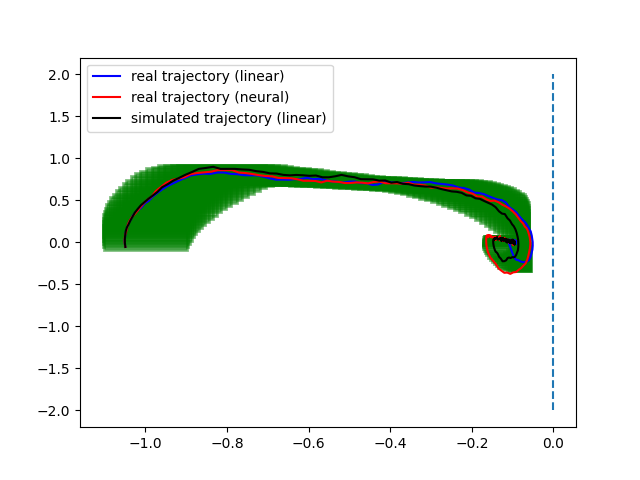 2.0
1.5
1.0
0.5
0.0
−0.5
−1.0
−1.5
−2.0
real trajectory (linear)
real trajectory (neural)
simulated trajectory (linear)
−1.0 −0.8 −0.6 −0.4 −0.2 0.0